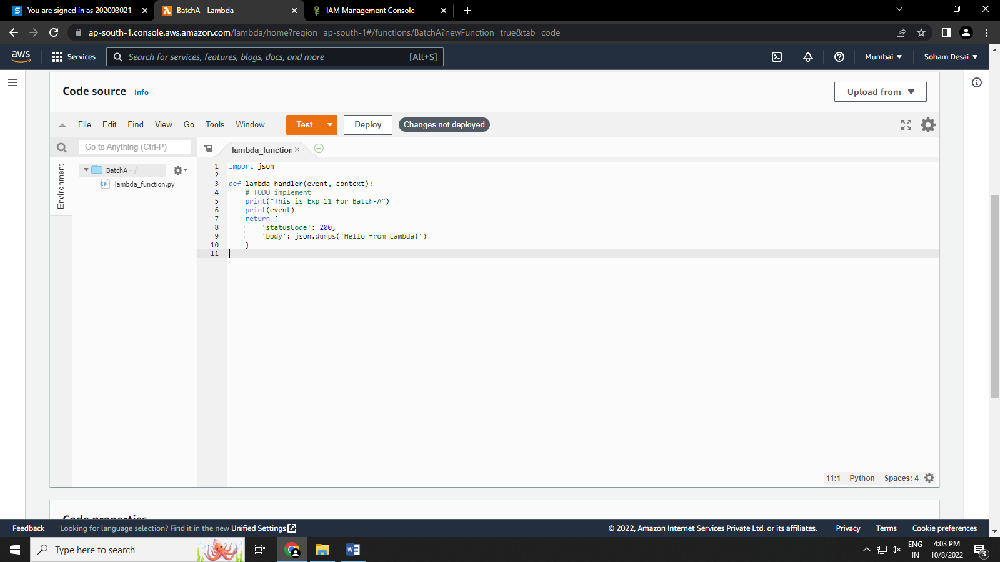 You are signed in as 202003021
BatchA - Lambda
IAM Management Console
ap-south-1.console.aws.amazon.com/lambda/home?region=ap-south-1#/functions/BatchA?newFunction=true&tab=code
aws
Services
Search for services, features, blogs, docs, and more
[Alt+S]
Mumbai
Soham Desai
Code source
Info
Upload from
File Edit Find View Go Tools Window
Test
Deploy
Changes not deployed
Go to Anything (Ctrl-P)
lambda_function
Environment
BatchA - /
lambda_function.py
1 import json
2
3 def lambda_handler(event, context):
4     # TODO implement
5     print("This is Exp 11 for Batch-A")
6     print(event)
7     return {
8         'statusCode': 200,
9         'body': json.dumps('Hello from Lambda!')
10     }
11
11:1 Python Spaces: 4
Code properties
Feedback
Looking for language selection? Find it in the new Unified Settings
© 2022, Amazon Internet Services Private Ltd. or its affiliates.
Privacy
Terms
Cookie preferences
Type here to search
W
ENG
IN
4:03 PM
10/8/2022
3